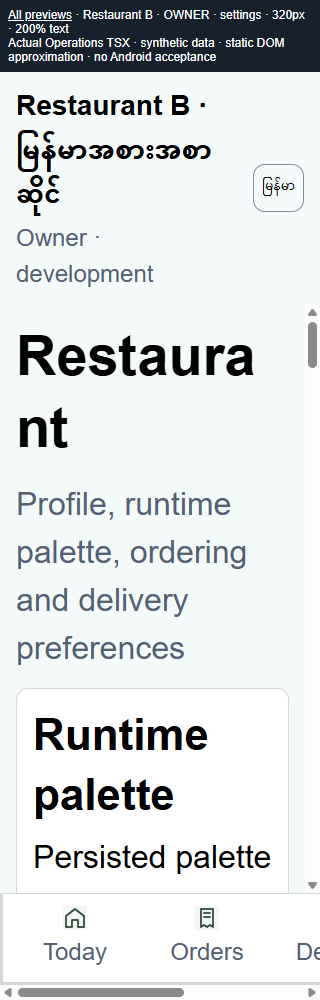 All previews · Restaurant B · OWNER · settings · 320px
· 200% text
Actual Operations TSX · synthetic data · static DOM
approximation · no Android acceptance
Restaurant B ·
မြန်မာအစားအစာ
ဆိုင်
မြန်မာ
Owner ·
development
Restaura
nt
Profile, runtime
palette, ordering
and delivery
preferences
Runtime
palette
Persisted palette
Today Orders De